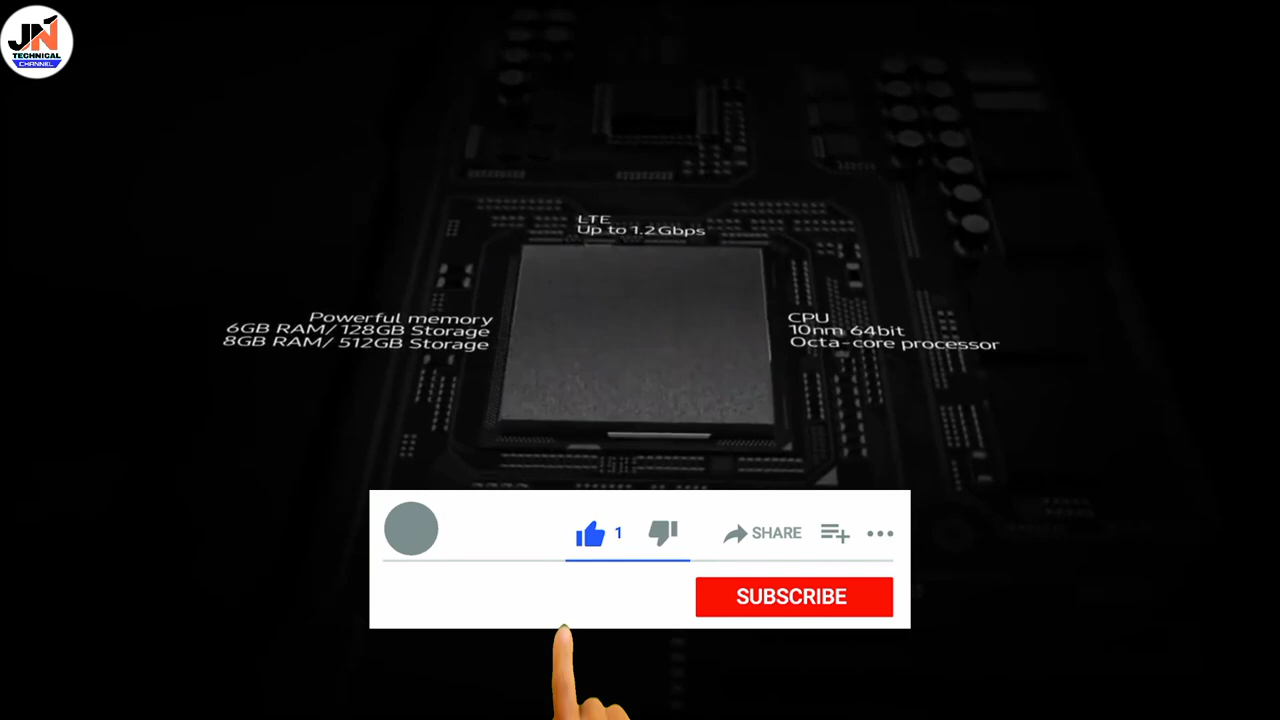 JN
TECHNICAL
CHANNEL
LTE
Up to 1.2Gbps
Powerful memory
6GB RAM/ 128GB Storage
8GB RAM/ 512GB Storage
CPU
10nm 64bit
Octa-core processor
1
SHARE
SUBSCRIBE